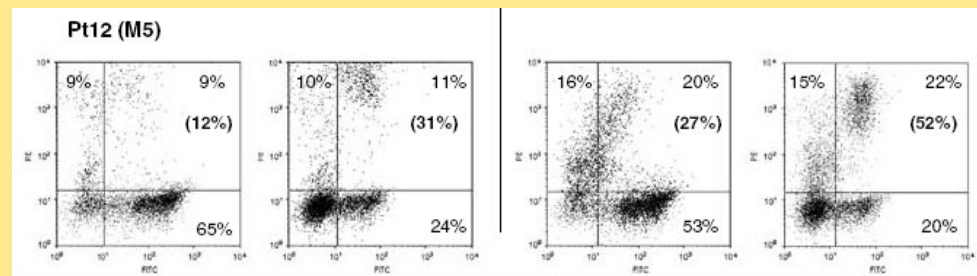 Pt12 (M5)
9% 9% 10% 11% 16% 20% 15% 22%
(12%) (31%) (27%) (52%)
65% 24% 53% 20%
PE PE PE PE
FITC FITC FITC FITC